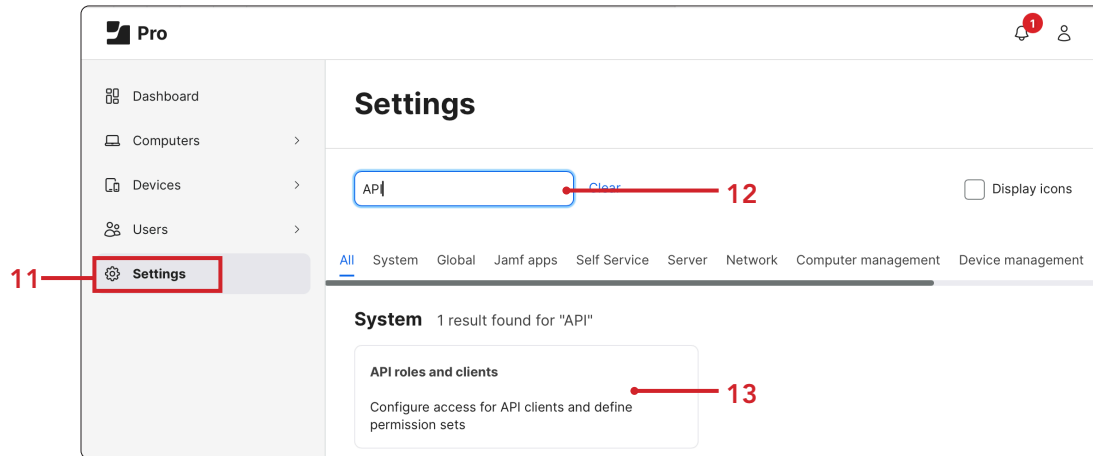 Pro
1
Dashboard
Computers
Devices
Users
11
Settings
Settings
API
Clear
12
Display icons
All System Global Jamf apps Self Service Server Network Computer management Device management
System 1 result found for "API"
API roles and clients
Configure access for API clients and define
permission sets
13